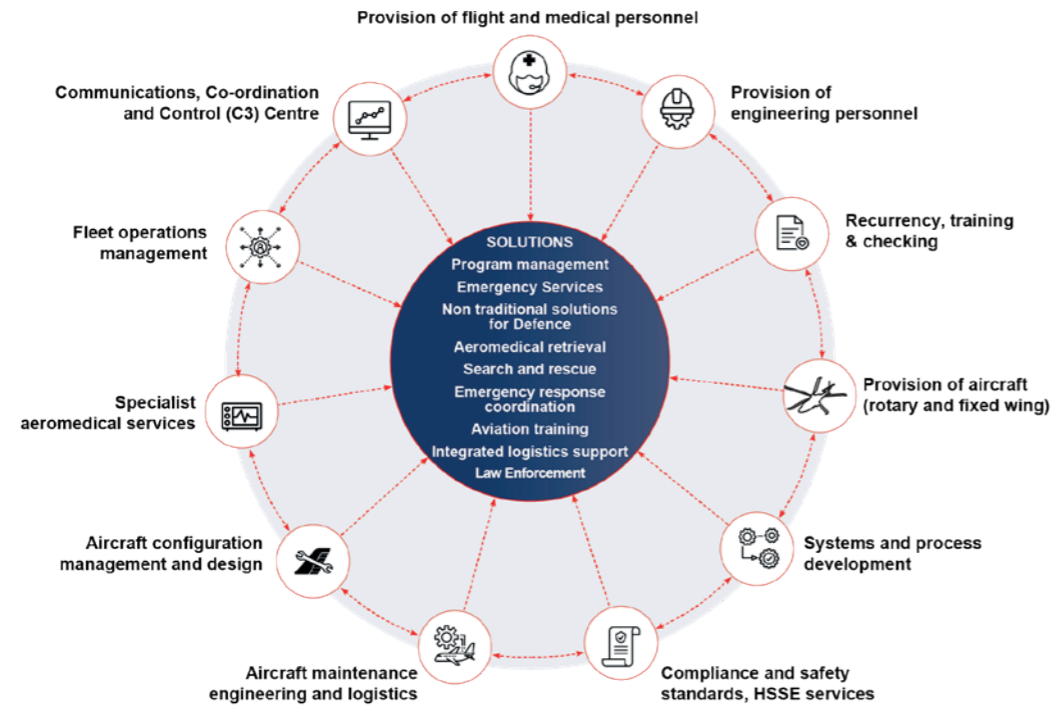 Provision of flight and medical personnel
Communications, Co-ordination
and Control (C3) Centre
Provision of
engineering personnel
Fleet operations
management
Recurrency, training
& checking
SOLUTIONS
Program management
Emergency Services
Non traditional solutions
for Defence
Aeromedical retrieval
Search and rescue
Emergency response
coordination
Aviation training
Integrated logistics support
Law Enforcement
Specialist
aeromedical services
Provision of aircraft
(rotary and fixed wing)
Aircraft configuration
management and design
Systems and process
development
Aircraft maintenance
engineering and logistics
Compliance and safety
standards, HSSE services